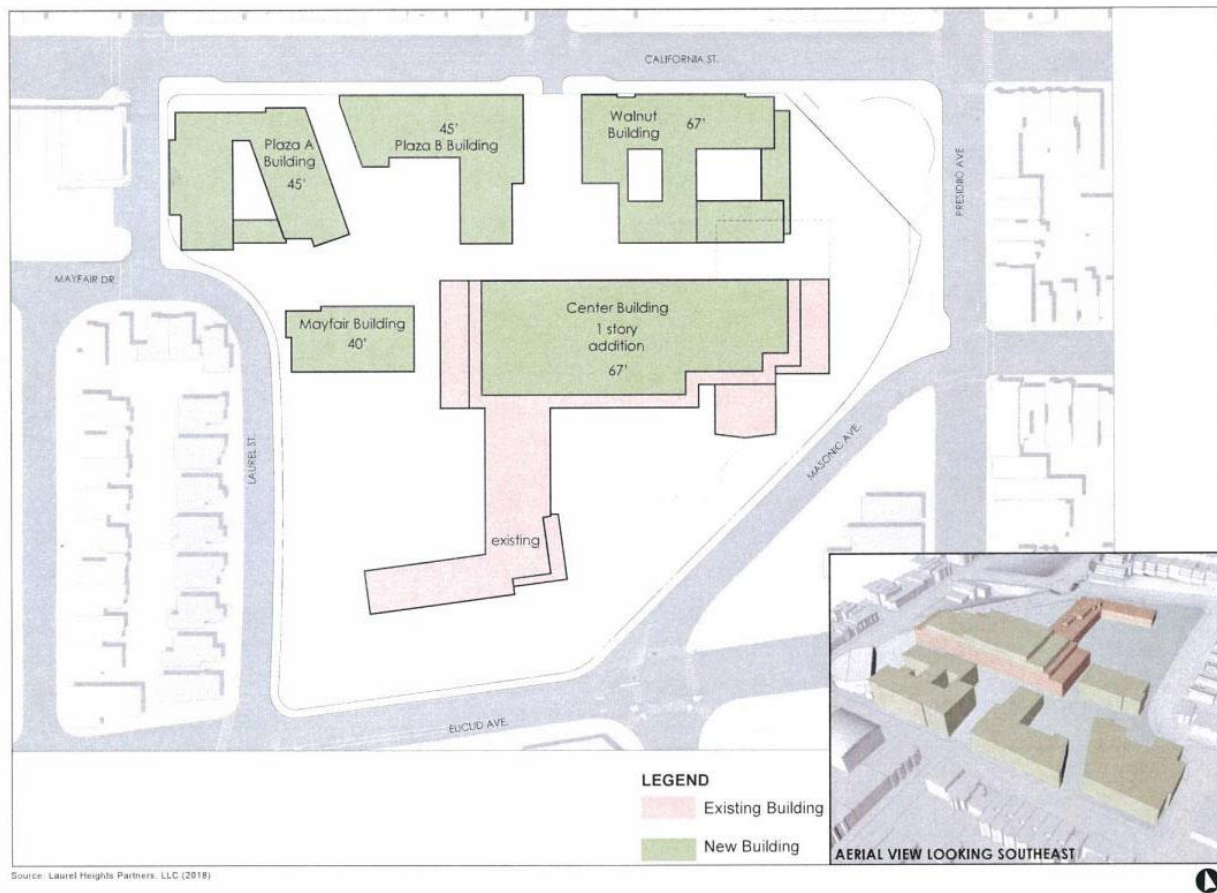 CALIFORNIA ST.
45'
Plaza B Building
Walnut
Building
67'
Plaza A
Building
45'
PRESIDIO AVE.
MAYFAIR DR.
Mayfair Building
40'
Center Building
1 story
addition
67'
LAUREL ST.
MASONIC AVE.
existing
EUCLID AVE.
LEGEND
Existing Building
New Building
AERIAL VIEW LOOKING SOUTHEAST
Source: Laurel Heights Partners, LLC (2018)